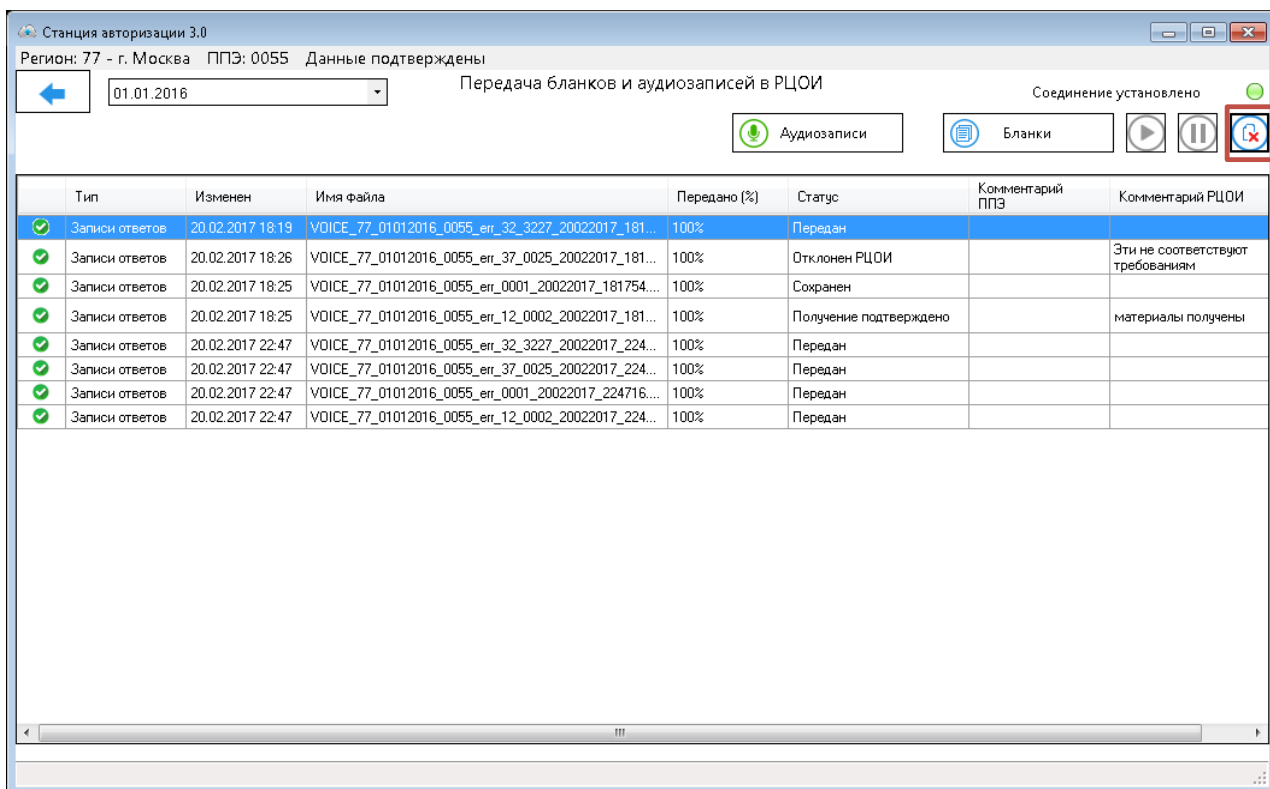 Станция авторизации 3.0
Регион: 77 - г. Москва ППЭ: 0055 Данные подтверждены
01.01.2016
Передача бланков и аудиозаписей в РЦОИ
Соединение установлено
Аудиозаписи
Бланки
Тип Изменен Имя файла Передано (%) Статус Комментарий ППЭ Комментарий РЦОИ
Записи ответов 20.02.2017 18:19 VOICE_77_01012016_0055_err_32_3227_20022017_181... 100% Передан
Записи ответов 20.02.2017 18:26 VOICE_77_01012016_0055_err_37_0025_20022017_181... 100% Отклонен РЦОИ Эти не соответствуют требованиям
Записи ответов 20.02.2017 18:25 VOICE_77_01012016_0055_err_0001_20022017_181754.... 100% Сохранен
Записи ответов 20.02.2017 18:25 VOICE_77_01012016_0055_err_12_0002_20022017_181... 100% Получение подтверждено материалы получены
Записи ответов 20.02.2017 22:47 VOICE_77_01012016_0055_err_32_3227_20022017_224... 100% Передан
Записи ответов 20.02.2017 22:47 VOICE_77_01012016_0055_err_37_0025_20022017_224... 100% Передан
Записи ответов 20.02.2017 22:47 VOICE_77_01012016_0055_err_0001_20022017_224716.... 100% Передан
Записи ответов 20.02.2017 22:47 VOICE_77_01012016_0055_err_12_0002_20022017_224... 100% Передан